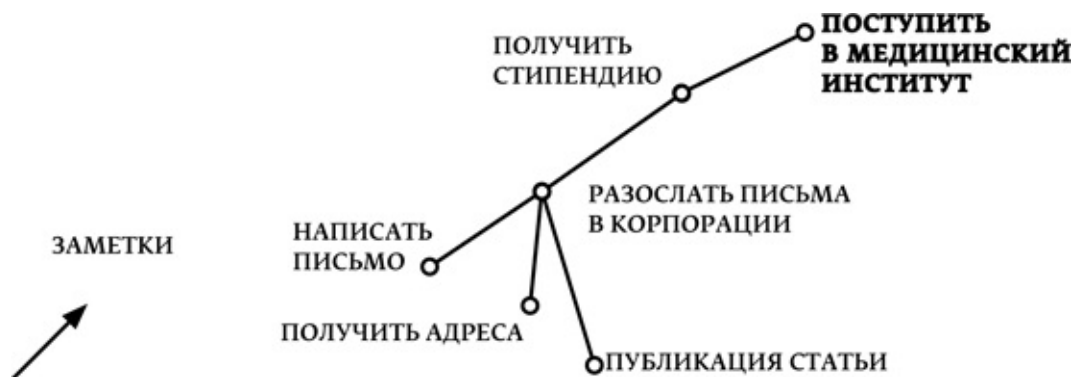 ПОСТУПИТЬ
В МЕДИЦИНСКИЙ
ИНСТИТУТ
ПОЛУЧИТЬ
СТИПЕНДИЮ
РАЗОСЛАТЬ ПИСЬМА
В КОРПОРАЦИИ
НАПИСАТЬ
ПИСЬМО
ЗАМЕТКИ
ПОЛУЧИТЬ АДРЕСА
ПУБЛИКАЦИЯ СТАТЬИ